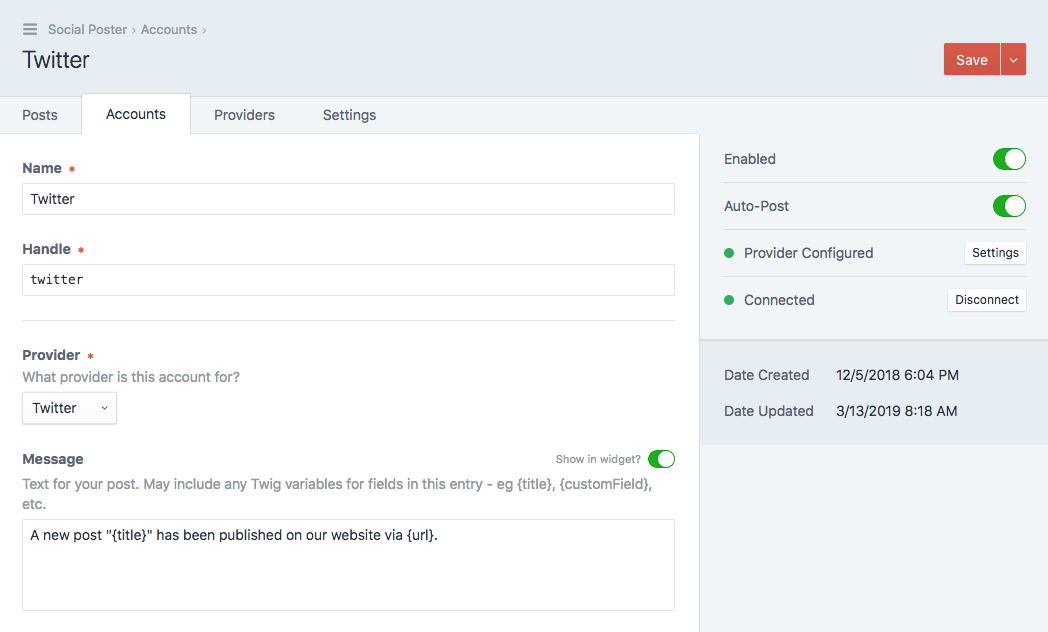 Social Poster › Accounts ›
Twitter
Save
Posts
Accounts
Providers
Settings
Name *
Twitter
Handle *
twitter
Provider *
What provider is this account for?
Twitter
Message
Show in widget?
Text for your post. May include any Twig variables for fields in this entry - eg {title}, {customField},
etc.
A new post "{title}" has been published on our website via {url}.
Enabled
Auto-Post
Provider Configured
Settings
Connected
Disconnect
Date Created 12/5/2018 6:04 PM
Date Updated 3/13/2019 8:18 AM